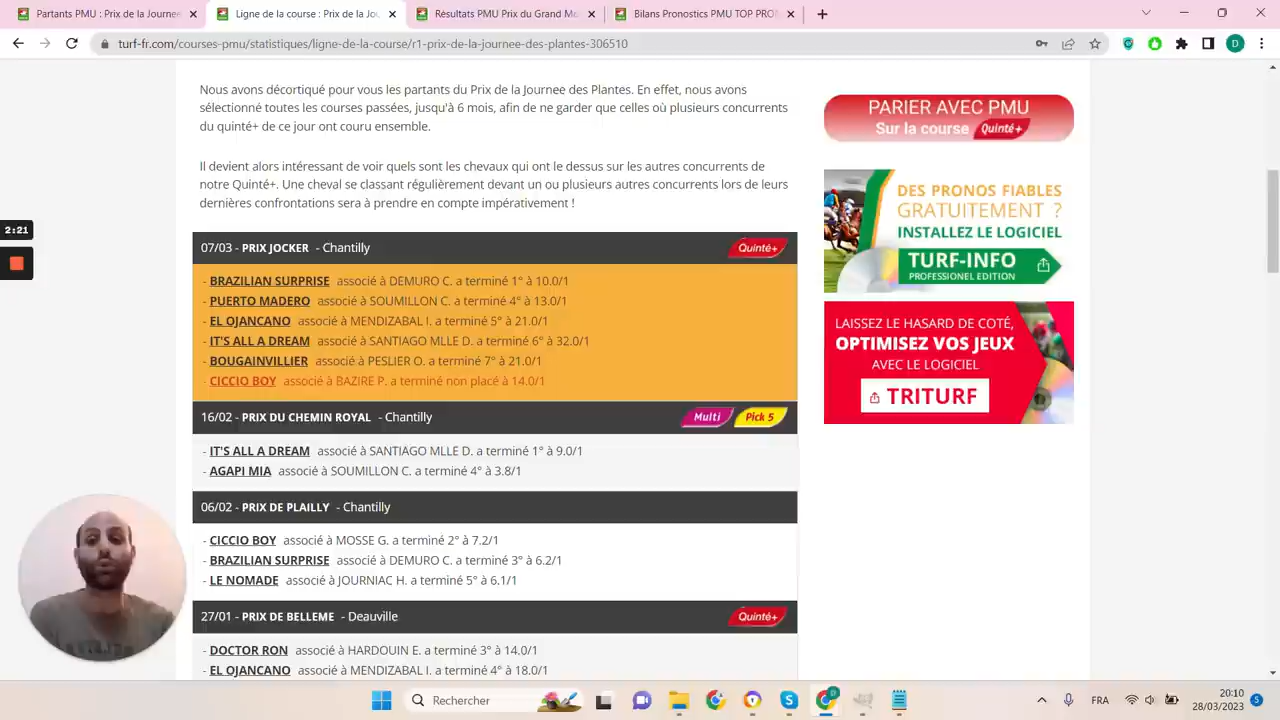 Partants PMU : Prix de la Journee
Ligne de la course : Prix de la Jou
Résultats PMU du Prix du Grand Mo
Bilans Pronostics PMU TOP PRO
turf-fr.com/courses-pmu/statistiques/ligne-de-la-course/r1-prix-de-la-journee-des-plantes-306510
D
Nous avons décortiqué pour vous les partants du Prix de la Journee des Plantes. En effet, nous avons
sélectionné toutes les courses passées, jusqu'à 6 mois, afin de ne garder que celles où plusieurs concurrents
du quinté+ de ce jour ont couru ensemble.
Il devient alors intéressant de voir quels sont les chevaux qui ont le dessus sur les autres concurrents de
notre Quinté+. Une cheval se classant régulièrement devant un ou plusieurs autres concurrents lors de leurs
dernières confrontations sera à prendre en compte impérativement !
2:21
07/03 - PRIX JOCKER - Chantilly Quinté+
- BRAZILIAN SURPRISE associé à DEMURO C. a terminé 1° à 10.0/1
- PUERTO MADERO associé à SOUMILLON C. a terminé 4° à 13.0/1
- EL OJANCANO associé à MENDIZABAL I. a terminé 5° à 21.0/1
- IT'S ALL A DREAM associé à SANTIAGO MLLE D. a terminé 6° à 32.0/1
- BOUGAINVILLIER associé à PESLIER O. a terminé 7° à 21.0/1
- CICCIO BOY associé à BAZIRE P. a terminé non placé à 14.0/1
16/02 - PRIX DU CHEMIN ROYAL - Chantilly Multi Pick 5
- IT'S ALL A DREAM associé à SANTIAGO MLLE D. a terminé 1° à 9.0/1
- AGAPI MIA associé à SOUMILLON C. a terminé 4° à 3.8/1
06/02 - PRIX DE PLAILLY - Chantilly
- CICCIO BOY associé à MOSSE G. a terminé 2° à 7.2/1
- BRAZILIAN SURPRISE associé à DEMURO C. a terminé 3° à 6.2/1
- LE NOMADE associé à JOURNIAC H. a terminé 5° à 6.1/1
27/01 - PRIX DE BELLEME - Deauville Quinté+
- DOCTOR RON associé à HARDOUIN E. a terminé 3° à 14.0/1
- EL OJANCANO associé à MENDIZABAL I. a terminé 4° à 18.0/1
PARIER AVEC PMU
Sur la course Quinté+
DES PRONOS FIABLES
GRATUITEMENT ?
INSTALLEZ LE LOGICIEL
TURF-INFO
PROFESSIONEL EDITION
LAISSEZ LE HASARD DE COTÉ,
OPTIMISEZ VOS JEUX
AVEC LE LOGICIEL
TRITURF
Rechercher
FRA
20:10
28/03/2023
5